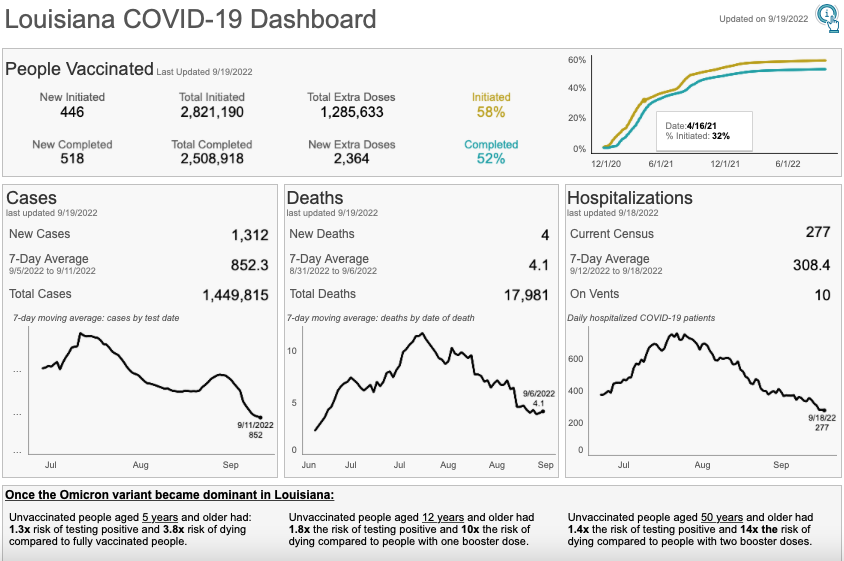 Louisiana COVID-19 Dashboard
Updated on 9/19/2022
People Vaccinated Last Updated 9/19/2022
New Initiated
446
Total Initiated
2,821,190
Total Extra Doses
1,285,633
Initiated
58%
New Completed
518
Total Completed
2,508,918
New Extra Doses
2,364
Completed
52%
60%
40%
20%
0%
Date:4/16/21
% Initiated: 32%
12/1/20 6/1/21 12/1/21 6/1/22
Cases
last updated 9/19/2022
New Cases 1,312
7-Day Average 852.3
9/5/2022 to 9/11/2022
Total Cases 1,449,815
7-day moving average: cases by test date
...
...
...
9/11/2022
852
Jul Aug Sep
Deaths
last updated 9/19/2022
New Deaths 4
7-Day Average 4.1
8/31/2022 to 9/6/2022
Total Deaths 17,981
7-day moving average: deaths by date of death
10
5
0
9/6/2022
4.1
Jun Jul Jul Aug Aug Sep
Hospitalizations
last updated 9/18/2022
Current Census 277
7-Day Average 308.4
9/12/2022 to 9/18/2022
On Vents 10
Daily hospitalized COVID-19 patients
600
400
200
0
9/18/22
277
Jul Aug Sep
Once the Omicron variant became dominant in Louisiana:
Unvaccinated people aged 5 years and older had:
1.3x risk of testing positive and 3.8x risk of dying
compared to fully vaccinated people.
Unvaccinated people aged 12 years and older had
1.8x the risk of testing positive and 10x the risk of
dying compared to people with one booster dose.
Unvaccinated people aged 50 years and older had
1.4x the risk of testing positive and 14x the risk of
dying compared to people with two booster doses.